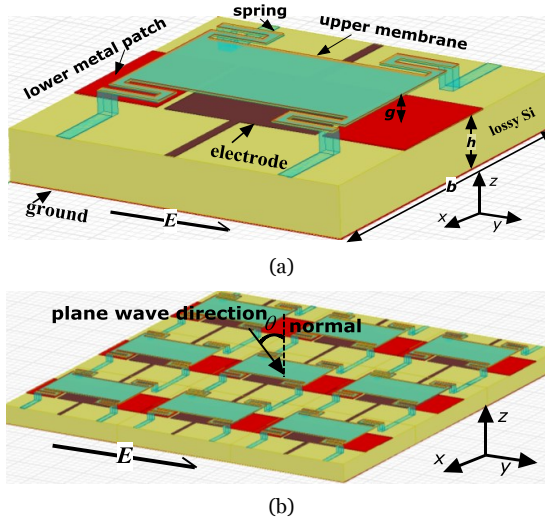 spring
upper membrane
lower metal patch
g
electrode
h
lossy Si
b
ground
E
z
x
y
(a)
plane wave direction
θ
normal
E
z
x
y
(b)